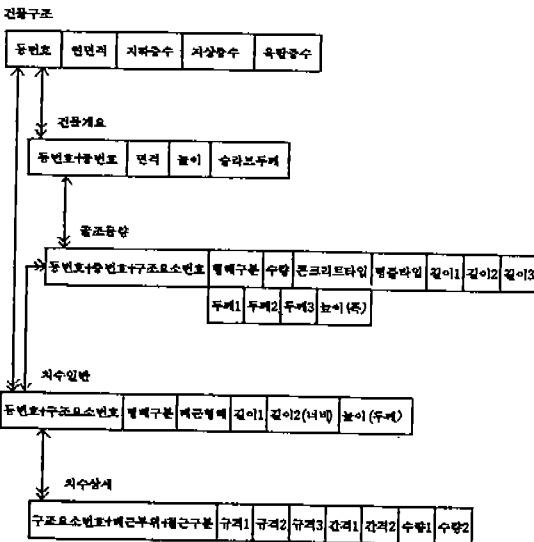 건물구조
동번호 연면적 지하층수 지상층수 옥탑층수
건물개요
동번호+층번호 면적 높이 슬라브두께
골조물량
동번호+층번호+구조요소번호 형태구분 수량 콘크리트타입 폼타입 길이1 길이2 길이3
두께1 두께2 두께3 높이(폭)
치수일반
동번호+구조요소번호 형태구분 배근형태 길이1 길이2(너비) 높이(두께)
치수상세
구조요소번호+배근부위+철근구분 규격1 규격2 규격3 간격1 간격2 수량1 수량2